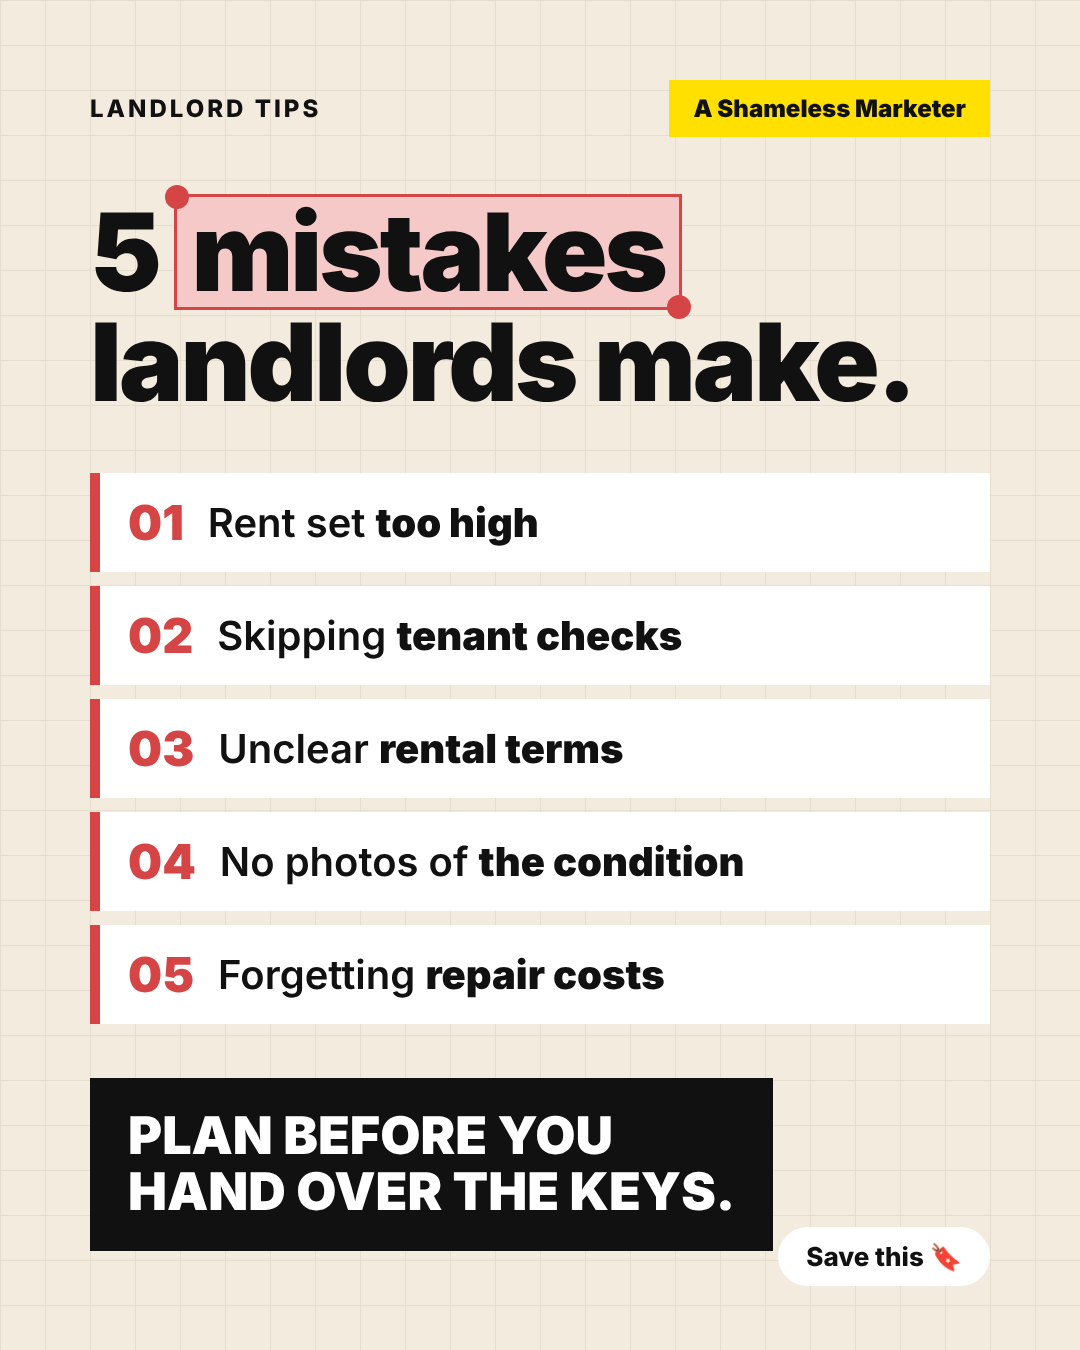 LANDLORD TIPS
A Shameless Marketer
5 mistakes
landlords make.
01 Rent set too high
02 Skipping tenant checks
03 Unclear rental terms
04 No photos of the condition
05 Forgetting repair costs
PLAN BEFORE YOU
HAND OVER THE KEYS.
Save this 🔖